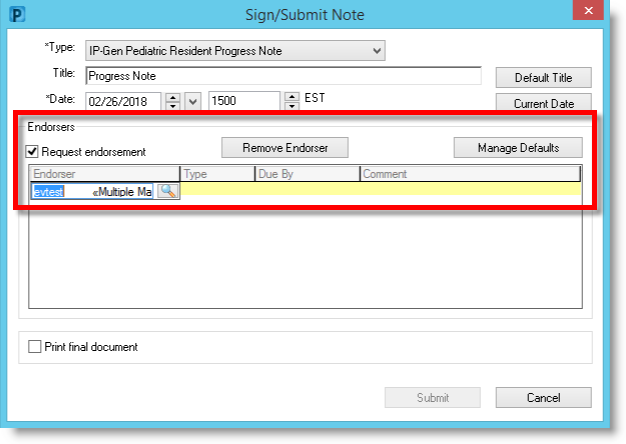 P Sign/Submit Note x
*Type: IP-Gen Pediatric Resident Progress Note
Title: Progress Note Default Title
*Date: 02/26/2018 1500 EST Current Date
Endorsers
Request endorsement Remove Endorser Manage Defaults
Endorser Type Due By Comment
evtest «Multiple Ma
Print final document
Submit Cancel